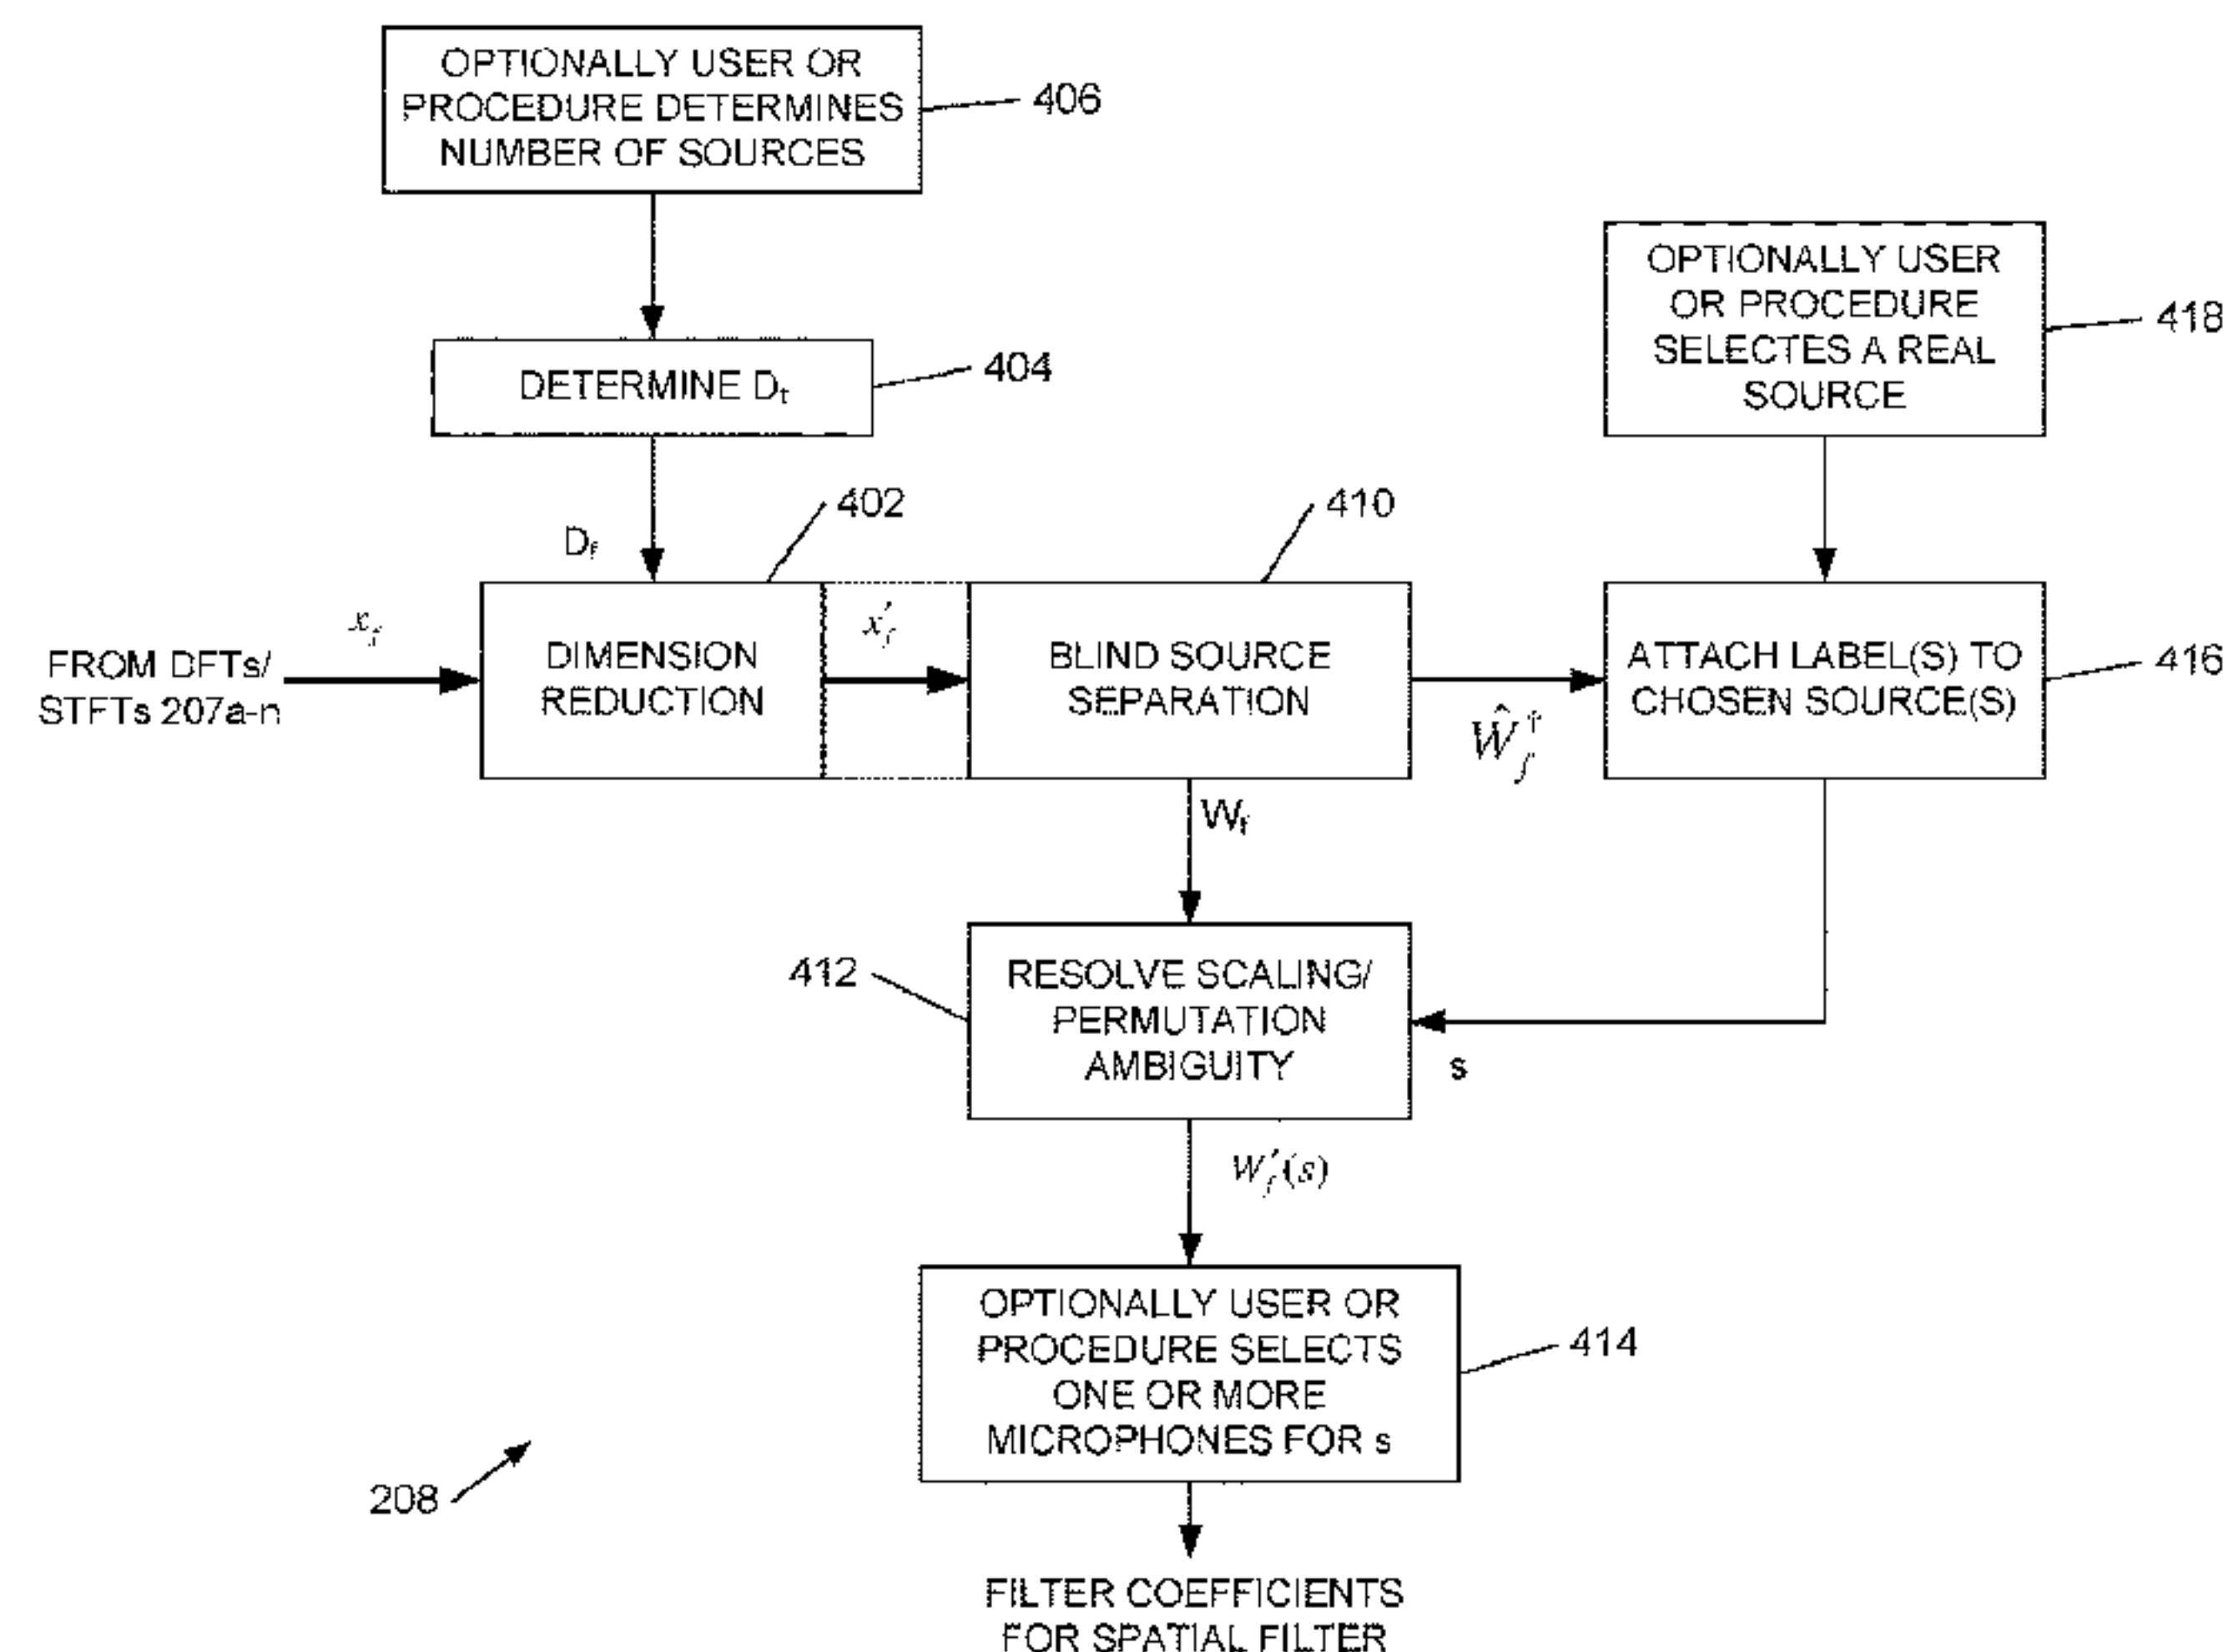 OPTIONALLY USER OR
PROCEDURE DETERMINES
NUMBER OF SOURCES
406
OPTIONALLY USER
OR PROCEDURE
SELECTES A REAL
SOURCE
418
DETERMINE Df
404
Df
402
410
FROM DFTs/
STFTs 207a-n
xf
DIMENSION
REDUCTION
x′f
BLIND SOURCE
SEPARATION
Ŵf†
ATTACH LABEL(S) TO
CHOSEN SOURCE(S)
416
Wf
412
RESOLVE SCALING/
PERMUTATION
AMBIGUITY
s
W′f(s)
OPTIONALLY USER OR
PROCEDURE SELECTS
ONE OR MORE
MICROPHONES FOR s
414
208
FILTER COEFFICIENTS
FOR SPATIAL FILTER